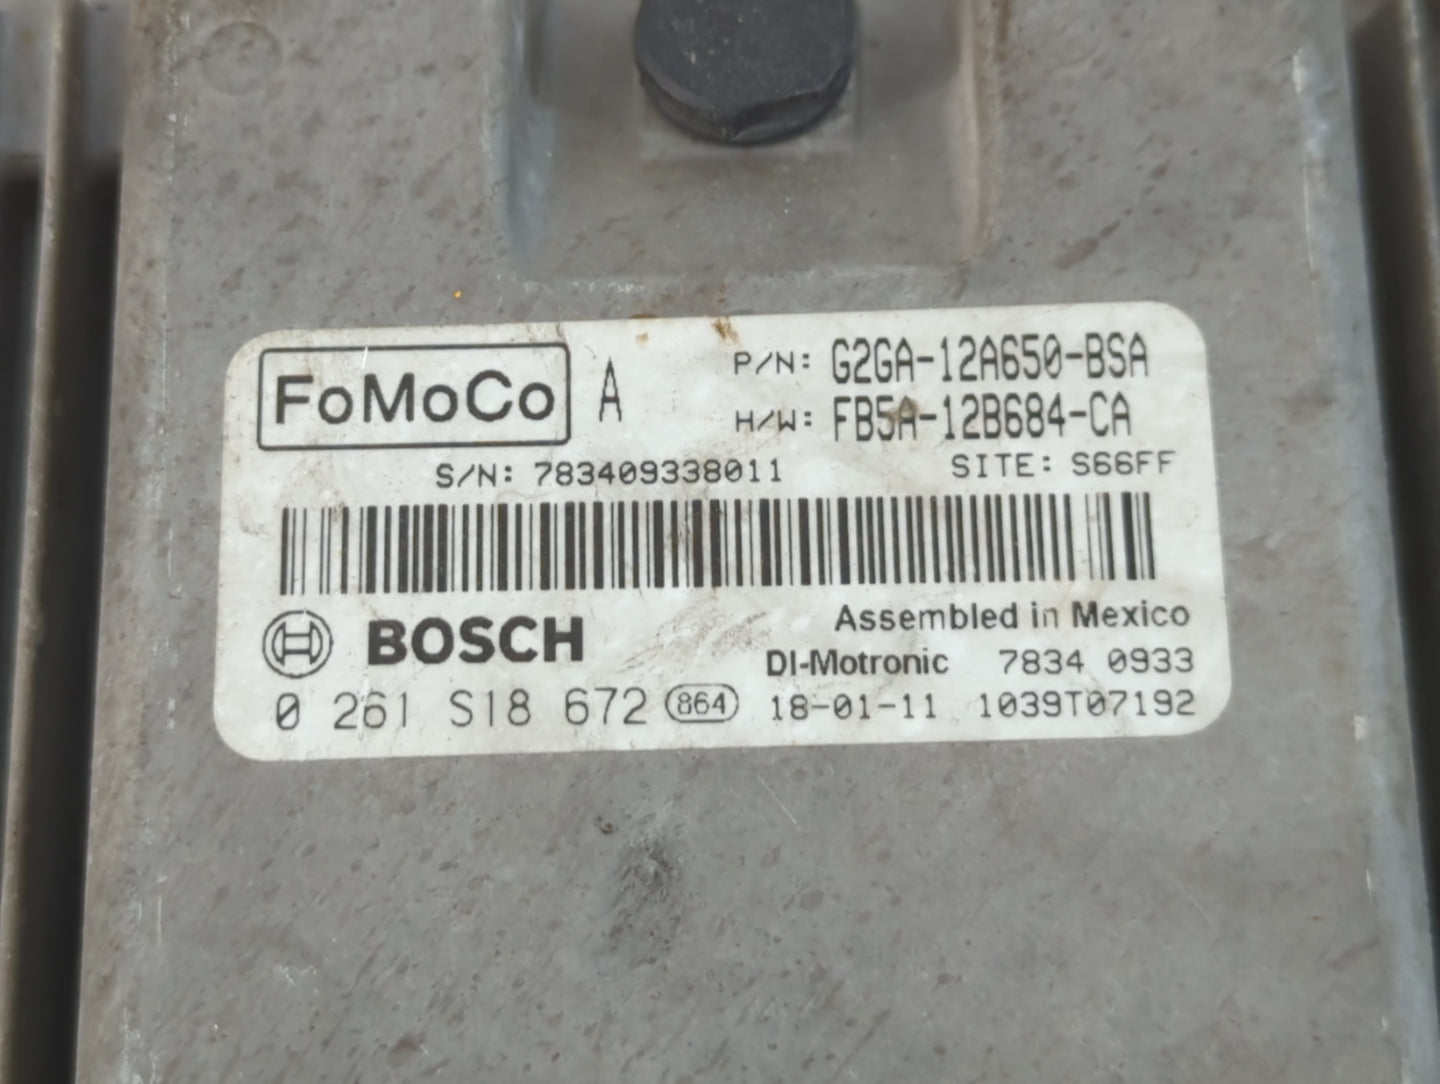 FoMoCo A P/N: G2GA-12A650-BSA
H/W: FB5A-12B684-CA
S/N: 783409338011 SITE: S66FF
BOSCH Assembled in Mexico
DI-Motronic 7834 0933
0 261 S18 672 864 18-01-11 1039T07192